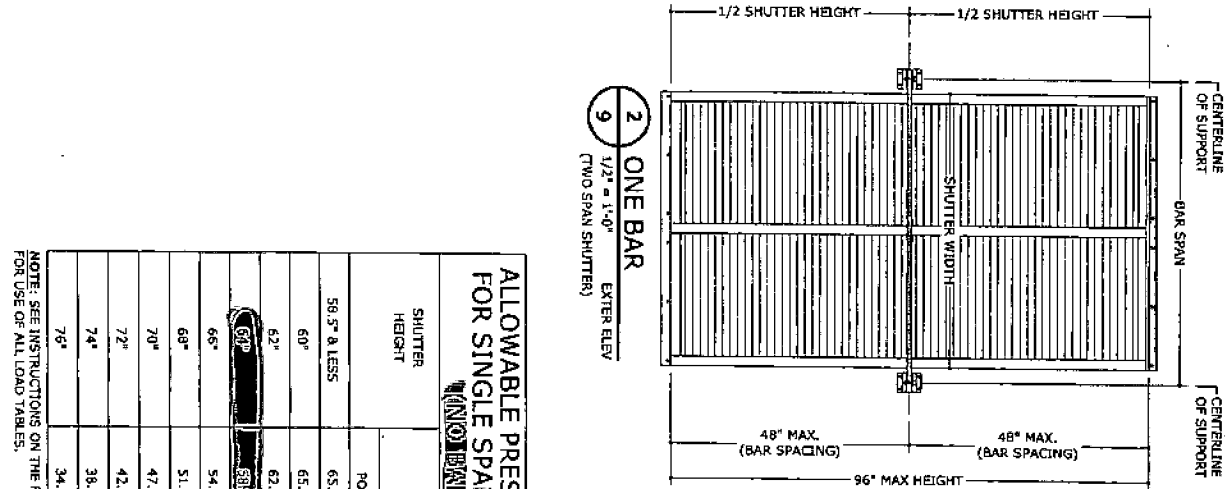 1/2 SHUTTER HEIGHT
1/2 SHUTTER HEIGHT
CENTERLINE
OF SUPPORT
BAR SPAN
CENTERLINE
OF SUPPORT
SHUTTER WIDTH
48" MAX.
(BAR SPACING)
48" MAX.
(BAR SPACING)
96" MAX HEIGHT
2
9
ONE BAR
1/2" = 1'-0" EXTER ELEV
(TWO SPAN SHUTTER)
ALLOWABLE PRES
FOR SINGLE SPA
(NO BA
SHUTTER
HEIGHT
PO
58.5" & LESS 65.
60" 65.
62" 62.
64" 58
66" 54.
68" 51.
70" 47.
72" 42.
74" 38.
76" 34.
NOTE: SEE INSTRUCTIONS ON THE F
FOR USE OF ALL LOAD TABLES.